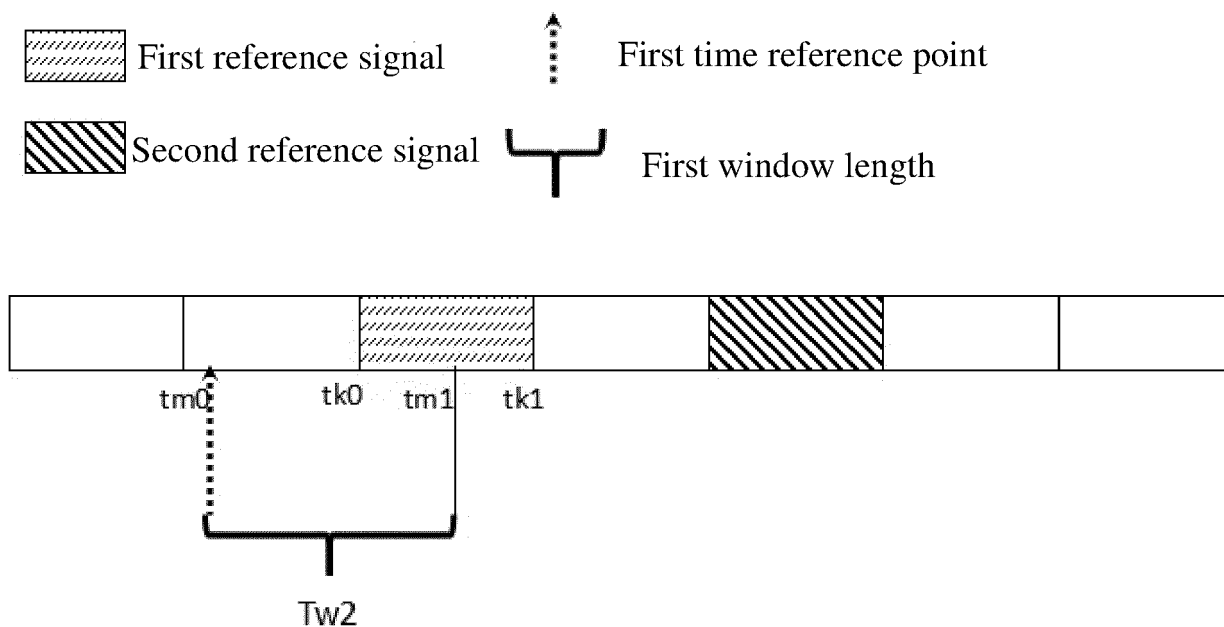 First reference signal
First time reference point
Second reference signal
First window length
tm0
tk0
tm1
tk1
Tw2